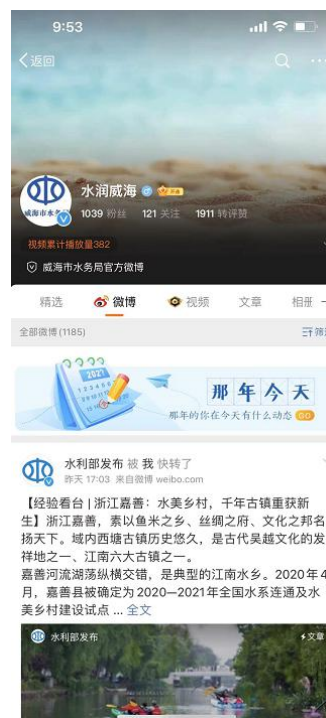 9:53
返回
水润威海
1039 粉丝 121 关注 1911 转评赞
视频累计播放量382
威海市水务局官方微博
精选 微博 视频 文章 相册
全部微博(1185)
2021
那年今天
那年的你在今天有什么动态 GO
水利部发布 被 我 快转了
昨天 17:03 来自微博 weibo.com
【经验看台 | 浙江嘉善：水美乡村，千年古镇重获新
生】浙江嘉善，素以鱼米之乡、丝绸之府、文化之邦名
扬天下。域内西塘古镇历史悠久，是古代吴越文化的发
祥地之一、江南六大古镇之一。
嘉善河流湖荡纵横交错，是典型的江南水乡。2020年4
月，嘉善县被确定为2020—2021年全国水系连通及水
美乡村建设试点 ... 全文
水利部发布
文章